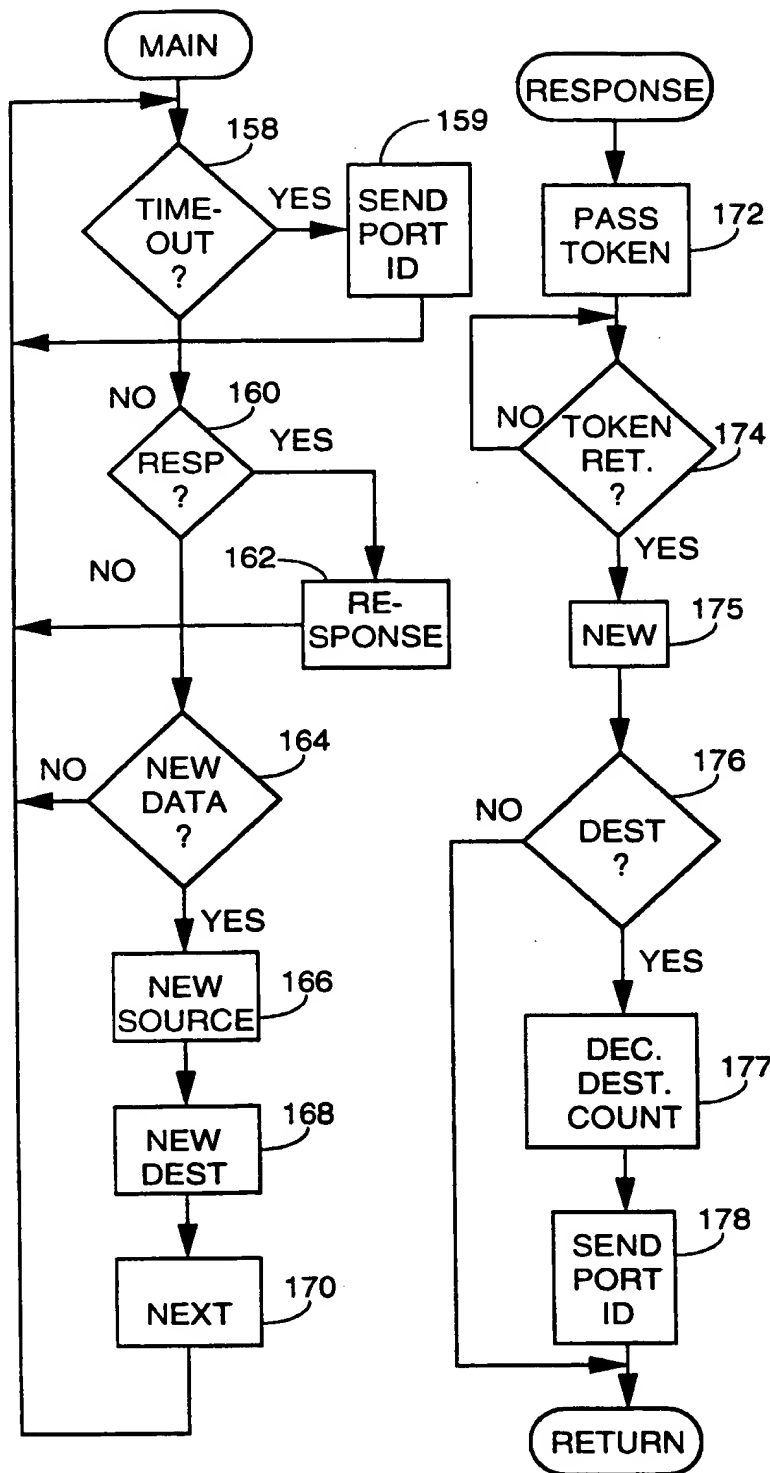 MAIN
158
TIME-
OUT
?
YES
159
SEND
PORT
ID
NO
160
RESP
?
YES
NO
162
RE-
SPONSE
164
NO
NEW
DATA
?
YES
NEW
SOURCE
166
NEW
DEST
168
NEXT
170
RESPONSE
PASS
TOKEN
172
NO
TOKEN
RET.
?
174
YES
NEW
175
176
NO
DEST
?
YES
DEC.
DEST.
COUNT
177
SEND
PORT
ID
178
RETURN